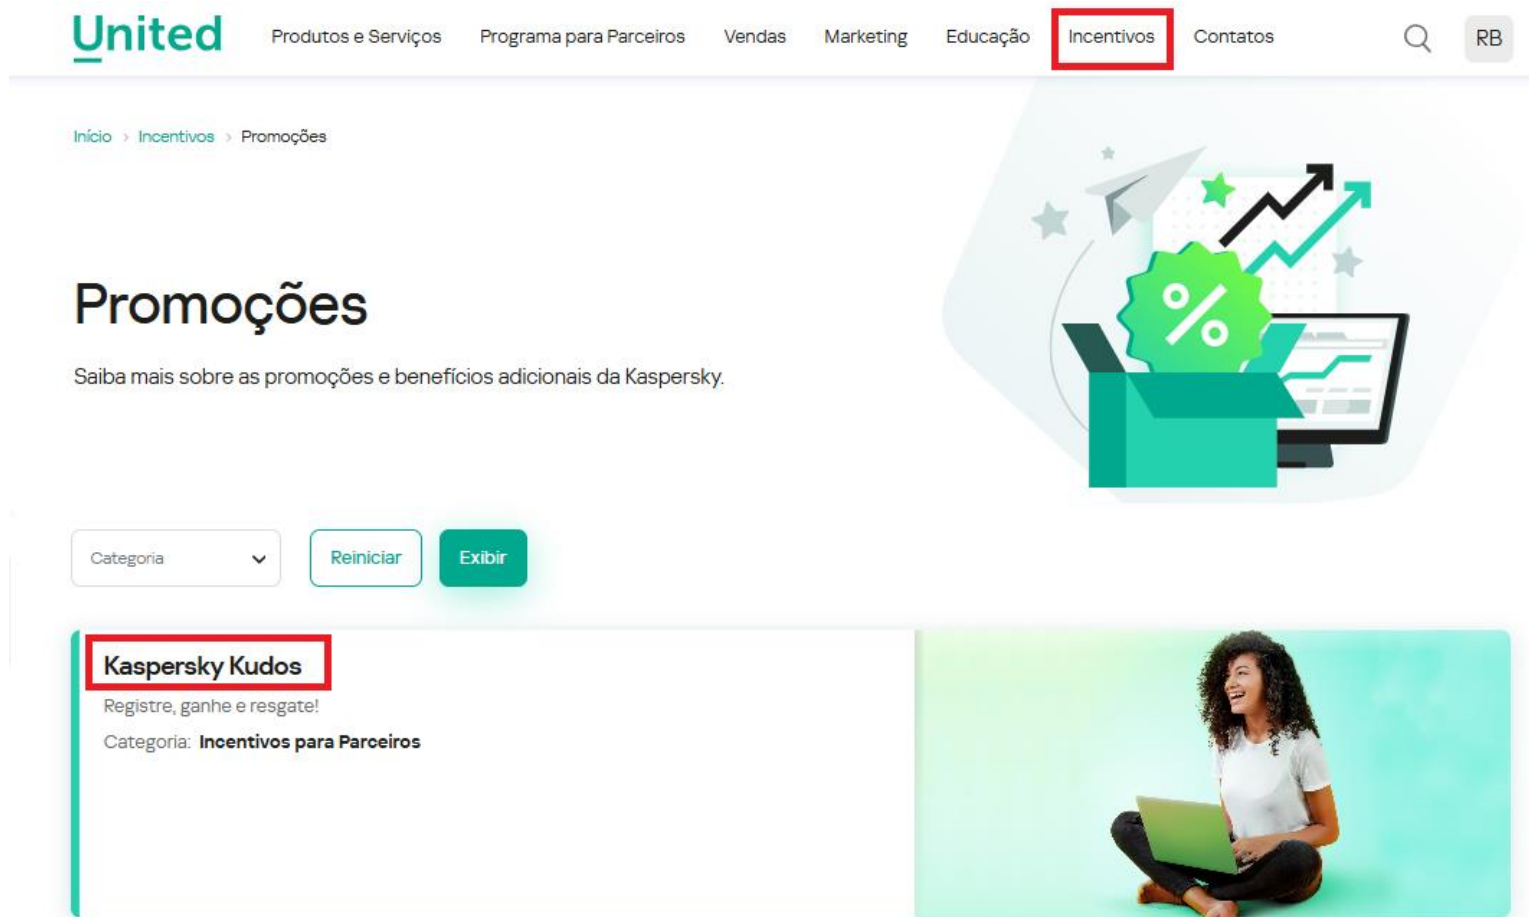 United Produtos e Serviços Programa para Parceiros Vendas Marketing Educação Incentivos Contatos RB
Início > Incentivos > Promoções
Promoções
Saiba mais sobre as promoções e benefícios adicionais da Kaspersky.
%
Categoria Reiniciar Exibir
Kaspersky Kudos
Registre, ganhe e resgate!
Categoria: Incentivos para Parceiros